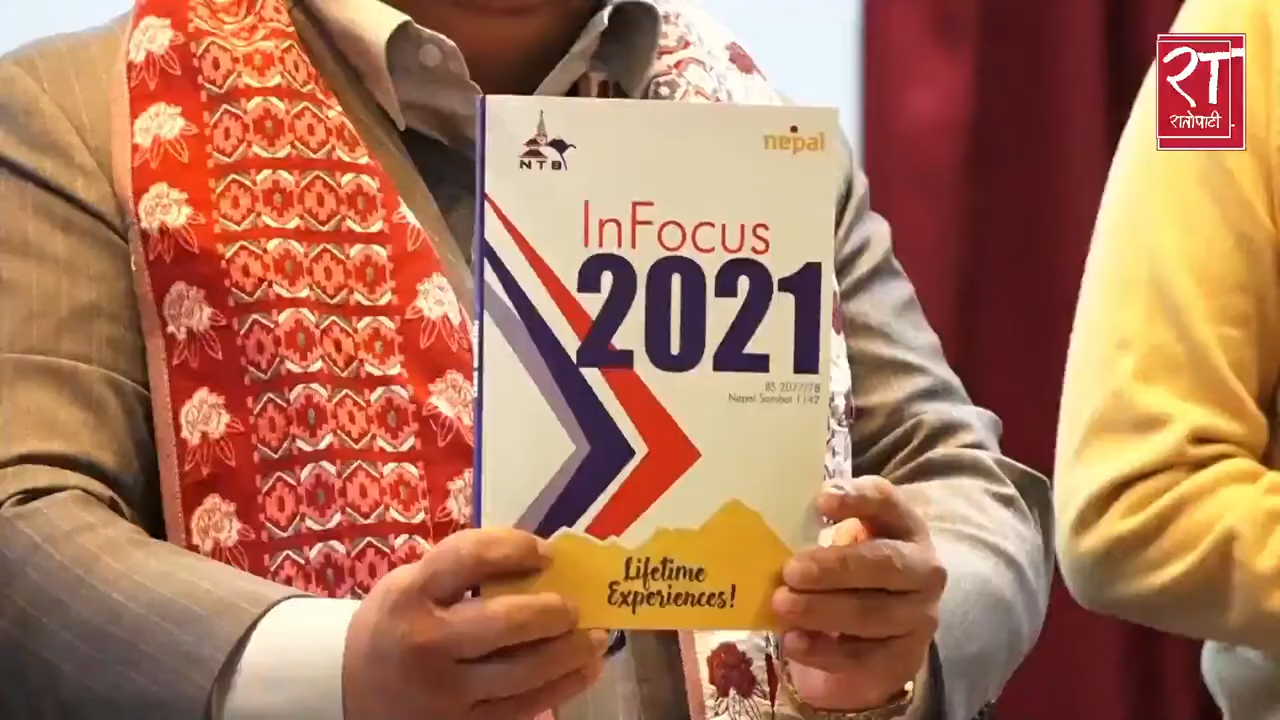 NTB
nepal
InFocus
2021
BS 2077/78
Nepal Sambat 1142
Lifetime
Experiences!
रा
रातोपाटी